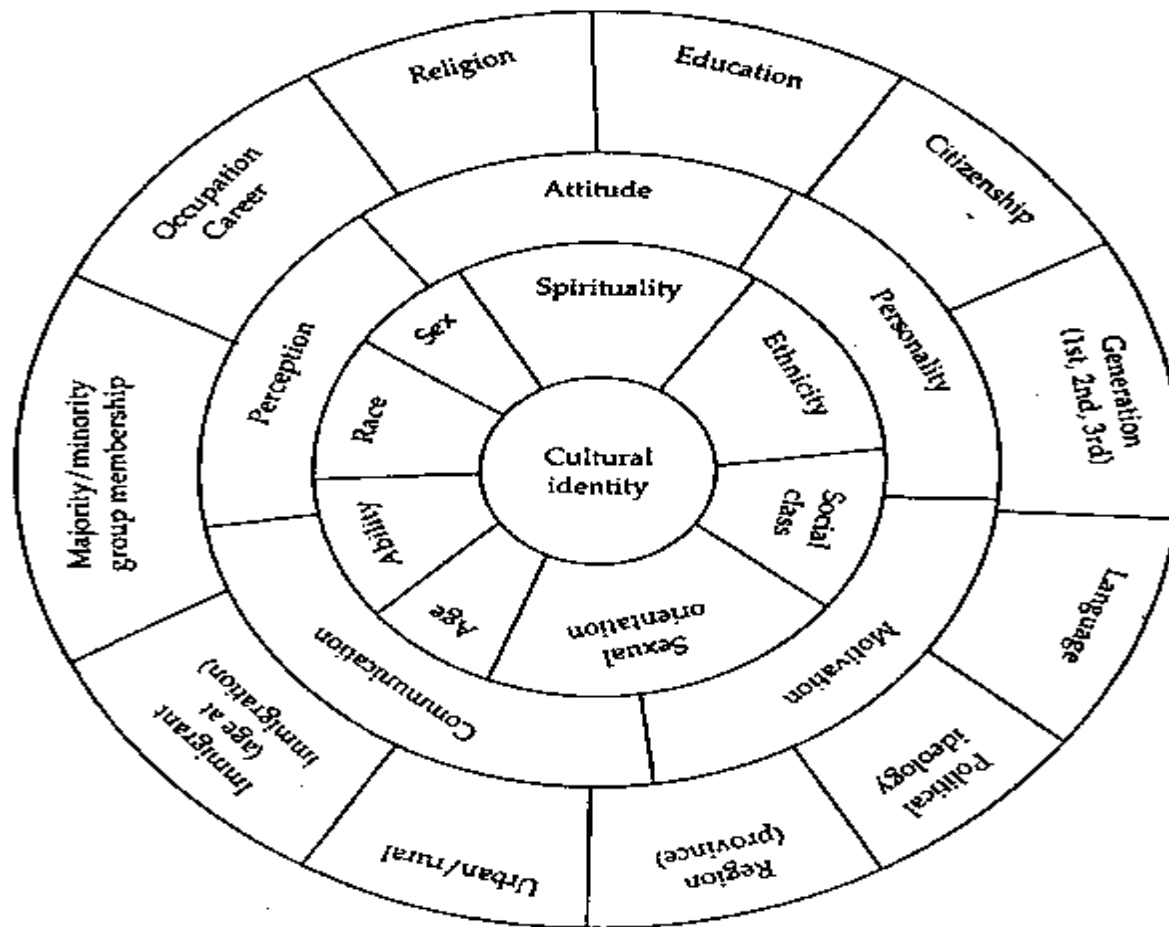 Religion
Education
Citizenship
Generation
(1st, 2nd, 3rd)
Language
Political
ideology
Region
(province)
Urban/rural
Immigrant
(age at
immigration)
Majority/minority
group membership
Occupation
Career
Attitude
Personality
Motivation
Communication
Perception
Spirituality
Ethnicity
Social
class
Sexual
orientation
Age
Ability
Race
Sex
Cultural
identity